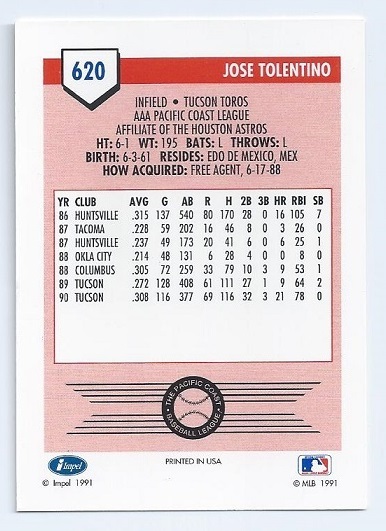 620
JOSE TOLENTINO
INFIELD • TUCSON TOROS
AAA PACIFIC COAST LEAGUE
AFFILIATE OF THE HOUSTON ASTROS
HT: 6-1 WT: 195 BATS: L THROWS: L
BIRTH: 6-3-61 RESIDES: EDO DE MEXICO, MEX
HOW ACQUIRED: FREE AGENT, 6-17-88
YR CLUB AVG G AB R H 2B 3B HR RBI SB
86 HUNTSVILLE .315 137 540 80 170 28 0 16 105 7
87 TACOMA .228 59 202 16 46 8 0 3 26 0
87 HUNTSVILLE .237 49 173 20 41 6 0 6 25 1
88 OKLA CITY .214 48 131 6 28 4 0 0 8 0
88 COLUMBUS .305 72 259 33 79 10 3 9 53 1
89 TUCSON .272 128 408 61 111 27 1 9 64 2
90 TUCSON .308 116 377 69 116 32 3 21 78 0
THE PACIFIC COAST
BASEBALL LEAGUE
Impel
PRINTED IN USA
© Impel 1991
© MLB 1991